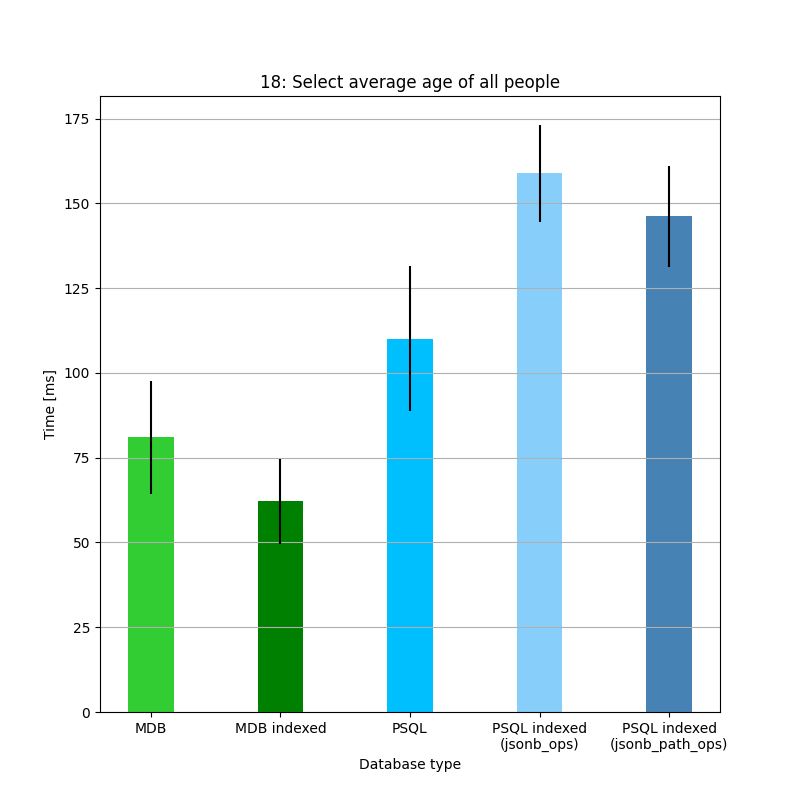 18: Select average age of all people
175
150
125
100
75
50
25
0
Time [ms]
MDB
MDB indexed
PSQL
PSQL indexed
(jsonb_ops)
PSQL indexed
(jsonb_path_ops)
Database type